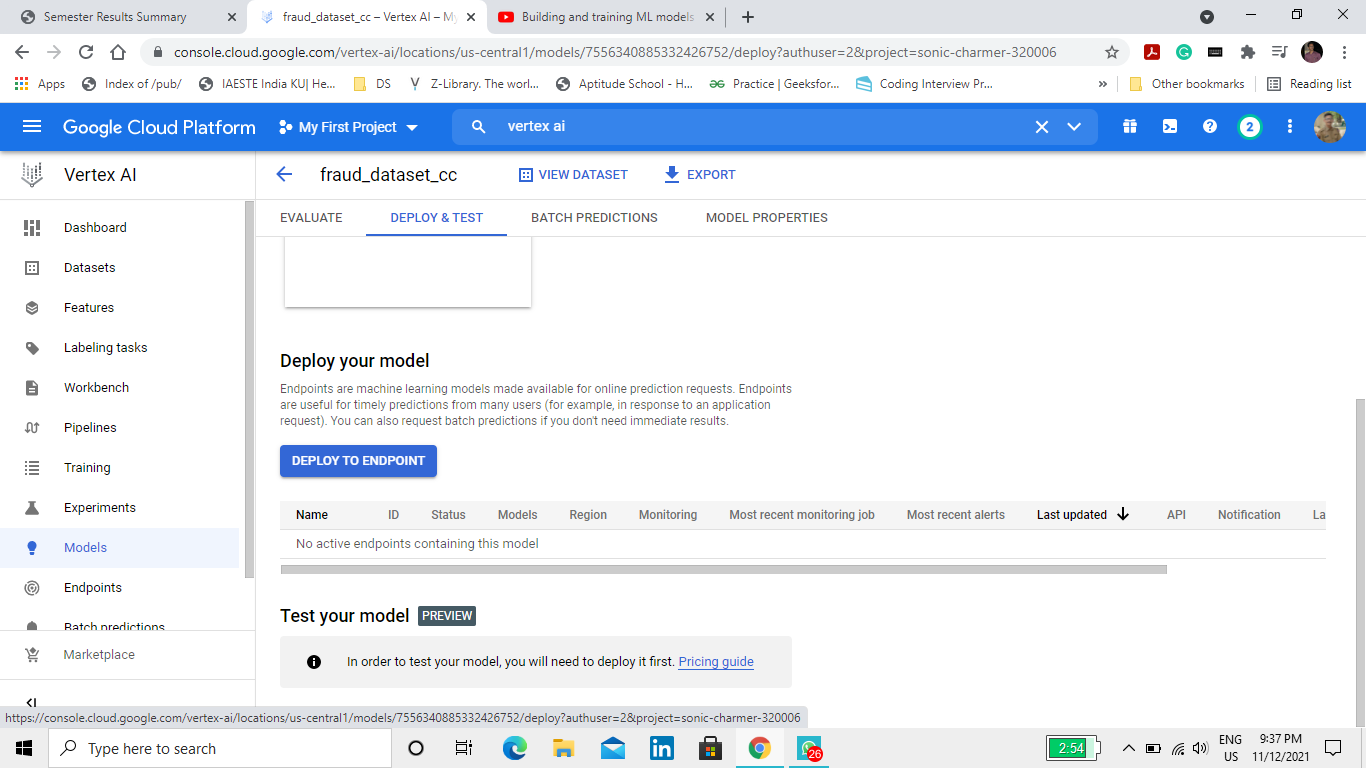 Semester Results Summary
fraud_dataset_cc – Vertex AI – My
Building and training ML models
console.cloud.google.com/vertex-ai/locations/us-central1/models/7556340885332426752/deploy?authuser=2&project=sonic-charmer-320006
Apps
Index of /pub/
IAESTE India KU| He...
DS
Z-Library. The worl...
Aptitude School - H...
Practice | Geeksfor...
Coding Interview Pr...
»
Other bookmarks
Reading list
Google Cloud Platform
My First Project
vertex ai
2
Vertex AI
fraud_dataset_cc
VIEW DATASET
EXPORT
EVALUATE
DEPLOY & TEST
BATCH PREDICTIONS
MODEL PROPERTIES
Dashboard
Datasets
Features
Labeling tasks
Workbench
Pipelines
Training
Experiments
Models
Endpoints
Batch predictions
Marketplace
Deploy your model
Endpoints are machine learning models made available for online prediction requests. Endpoints
are useful for timely predictions from many users (for example, in response to an application
request). You can also request batch predictions if you don't need immediate results.
DEPLOY TO ENDPOINT
Name ID Status Models Region Monitoring Most recent monitoring job Most recent alerts Last updated API Notification La
No active endpoints containing this model
Test your model PREVIEW
In order to test your model, you will need to deploy it first. Pricing guide
https://console.cloud.google.com/vertex-ai/locations/us-central1/models/7556340885332426752/deploy?authuser=2&project=sonic-charmer-320006
Type here to search
26
2:54
ENG
US
9:37 PM
11/12/2021